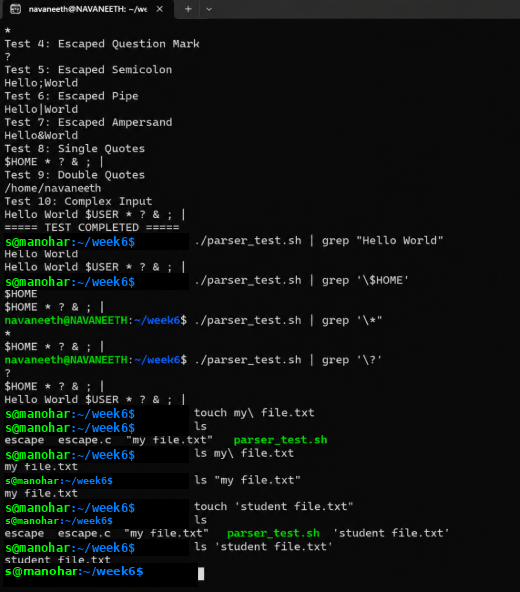 navaneeth@NAVANEETH: ~/we
*
Test 4: Escaped Question Mark
?
Test 5: Escaped Semicolon
Hello;World
Test 6: Escaped Pipe
Hello|World
Test 7: Escaped Ampersand
Hello&World
Test 8: Single Quotes
$HOME * ? & ; |
Test 9: Double Quotes
/home/navaneeth
Test 10: Complex Input
Hello World $USER * ? & ; |
===== TEST COMPLETED =====
s@manohar:~/week6$ ./parser_test.sh | grep "Hello World"
Hello World
Hello World $USER * ? & ; |
s@manohar:~/week6$ ./parser_test.sh | grep '\$HOME'
$HOME
$HOME * ? & ; |
navaneeth@NAVANEETH:~/week6$ ./parser_test.sh | grep '\*"
*
$HOME * ? & ; |
navaneeth@NAVANEETH:~/week6$ ./parser_test.sh | grep '\?'
?
$HOME * ? & ; |
Hello World $USER * ? & ; |
s@manohar:~/week6$ touch my\ file.txt
s@manohar:~/week6$ ls
escape escape.c "my file.txt" parser_test.sh
s@manohar:~/week6$ ls my\ file.txt
my file.txt
s@manohar:~/week6$ ls "my file.txt"
my file.txt
s@manohar:~/week6$ touch 'student file.txt"
s@manohar:~/week6$ ls
escape escape.c "my file.txt" parser_test.sh 'student file.txt'
s@manohar:~/week6$ ls 'student file.txt'
student file.txt
s@manohar:~/week6$